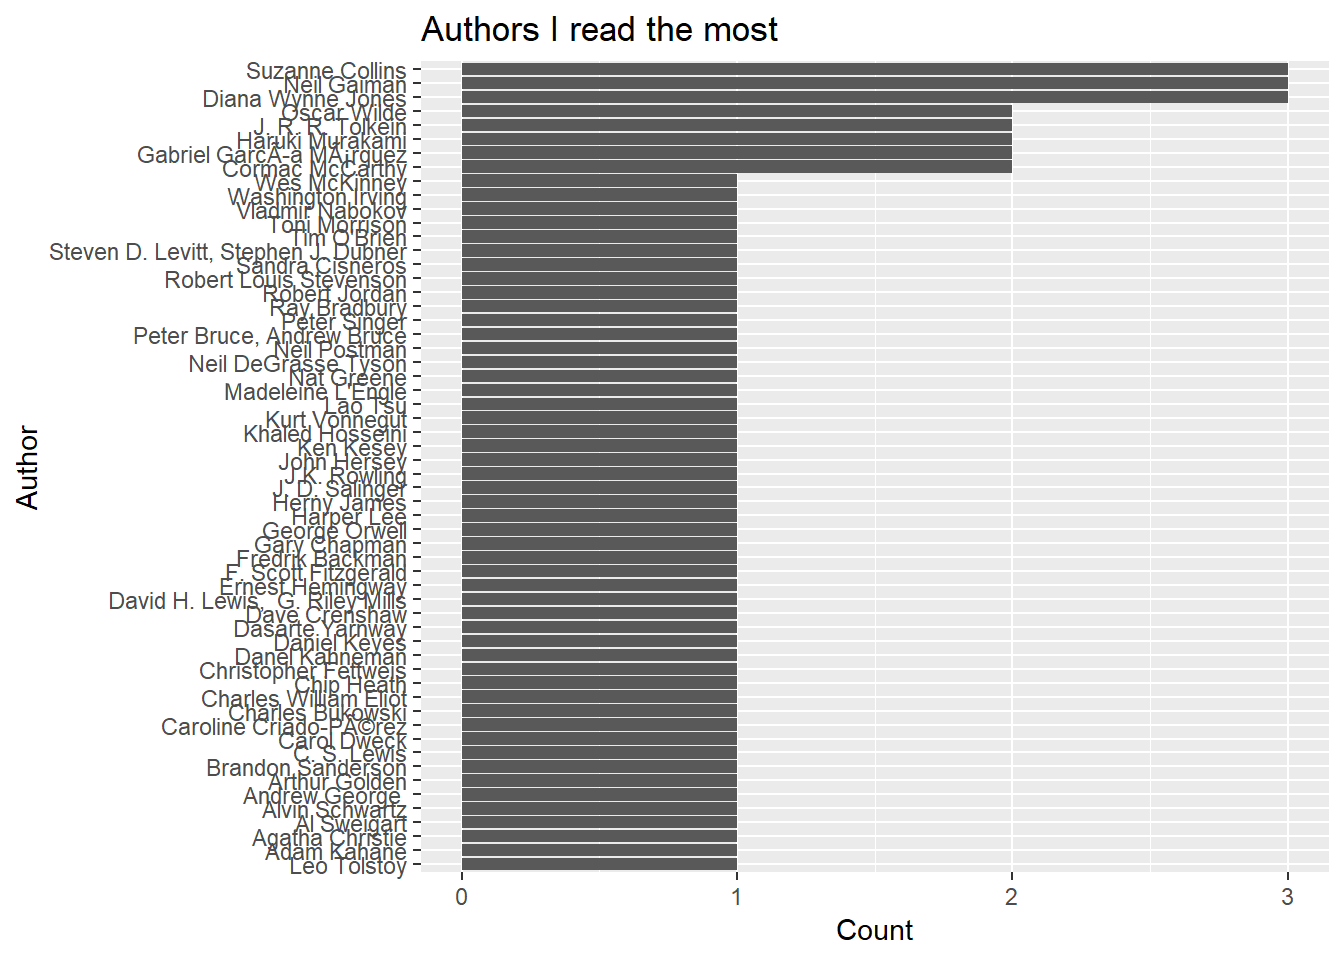 Authors I read the most
Suzanne Collins
Neil Gaiman
Diana Wynne Jones
Oscar Wilde
J. R. R. Tolkein
Haruki Murakami
Gabriel GarcÃ-a MÃ¡rquez
Cormac McCarthy
Wes McKinney
Washington Irving
Vladmir Nabokov
Toni Morrison
Tim O'Brien
Steven D. Levitt, Stephen J. Dubner
Sandra Cisneros
Robert Louis Stevenson
Robert Jordan
Ray Bradbury
Peter Singer
Peter Bruce, Andrew Bruce
Neil Postman
Neil DeGrasse Tyson
Nat Greene
Madeleine L'Engle
Lao Tsu
Kurt Vonnegut
Khaled Hosseini
Ken Kesey
John Hersey
J.K. Rowling
J. D. Salinger
Herny James
Harper Lee
George Orwell
Gary Chapman
Fredrik Backman
F. Scott Fitzgerald
Ernest Hemingway
David H. Lewis,  G. Riley Mills
Dave Crenshaw
Dasarte Yarnway
Daniel Keyes
Danel Kahneman
Christopher Fettweis
Chip Heath
Charles William Eliot
Charles Bukowski
Caroline Criado-PÃ©rez
Carol Dweck
C. S. Lewis
Brandon Sanderson
Arthur Golden
Andrew George
Alvin Schwartz
Al Sweigart
Agatha Christie
Adam Kahane
Leo Tolstoy
Author
0 1 2 3
Count